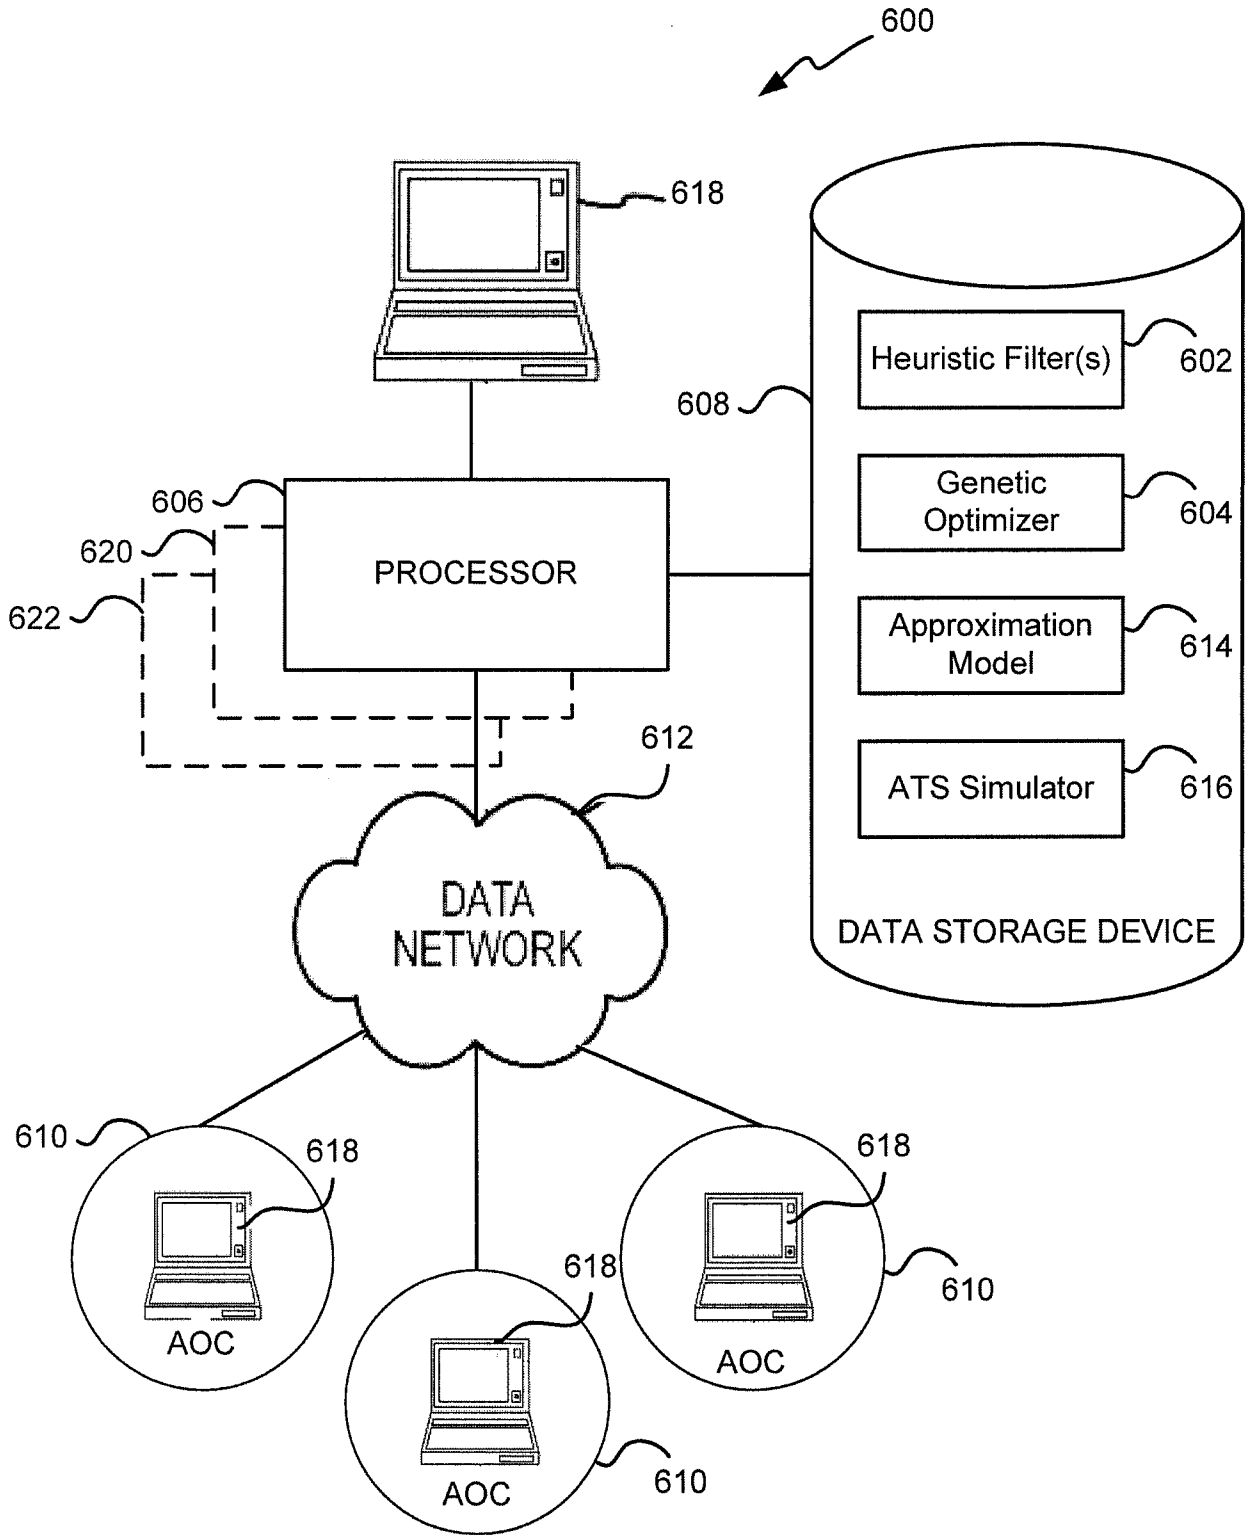 600
618
Heuristic Filter(s)
602
608
606
Genetic
Optimizer
604
620
PROCESSOR
622
Approximation
Model
614
612
ATS Simulator
616
DATA
NETWORK
DATA STORAGE DEVICE
610
618
618
618
610
AOC
AOC
610
AOC